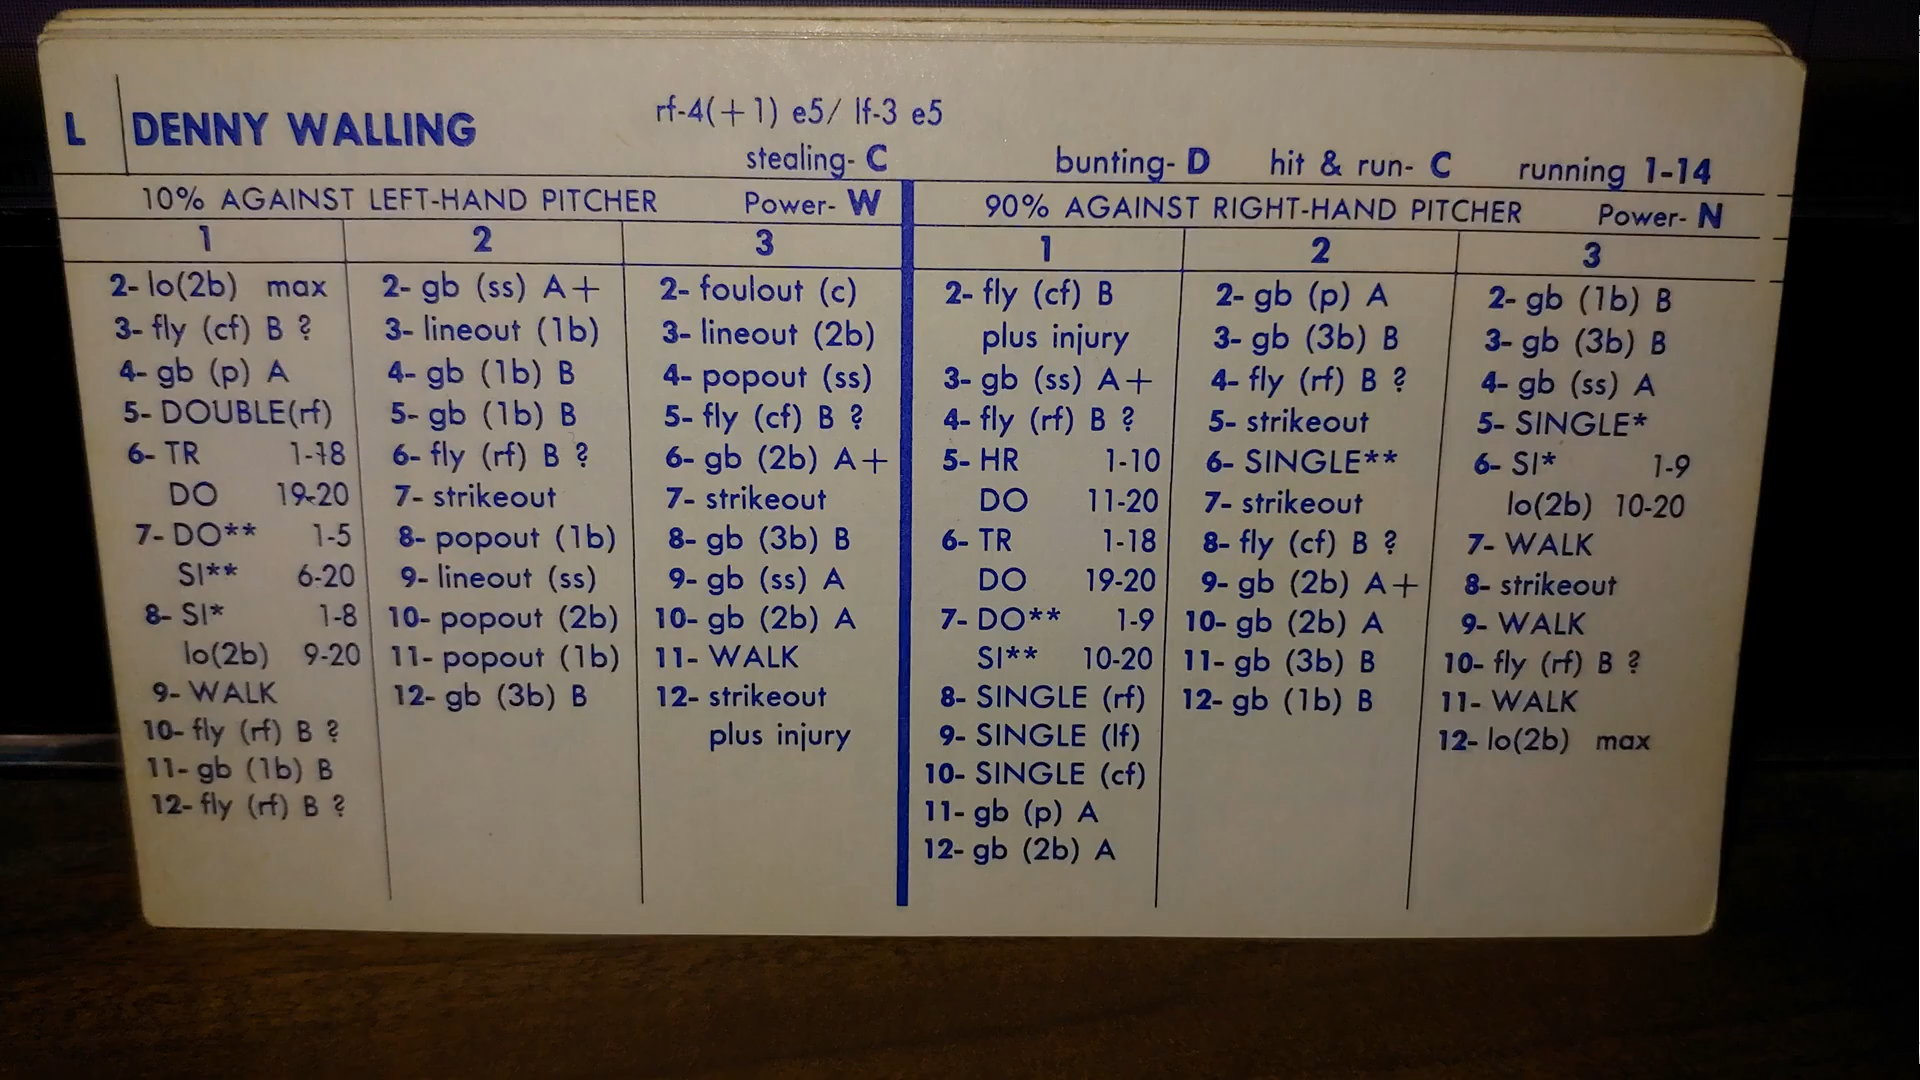 L DENNY WALLING rf-4(+1) e5/ lf-3 e5
stealing- C bunting- D hit & run- C running 1-14
10% AGAINST LEFT-HAND PITCHER Power- W
1 2 3
2- lo(2b) max
3- fly (cf) B ?
4- gb (p) A
5- DOUBLE(rf)
6- TR 1-18
DO 19-20
7- DO** 1-5
SI** 6-20
8- SI* 1-8
lo(2b) 9-20
9- WALK
10- fly (rf) B ?
11- gb (1b) B
12- fly (rf) B ?
2- gb (ss) A+
3- lineout (1b)
4- gb (1b) B
5- gb (1b) B
6- fly (rf) B ?
7- strikeout
8- popout (1b)
9- lineout (ss)
10- popout (2b)
11- popout (1b)
12- gb (3b) B
2- foulout (c)
3- lineout (2b)
4- popout (ss)
5- fly (cf) B ?
6- gb (2b) A+
7- strikeout
8- gb (3b) B
9- gb (ss) A
10- gb (2b) A
11- WALK
12- strikeout
plus injury
90% AGAINST RIGHT-HAND PITCHER Power- N
1 2 3
2- fly (cf) B
plus injury
3- gb (ss) A+
4- fly (rf) B ?
5- HR 1-10
DO 11-20
6- TR 1-18
DO 19-20
7- DO** 1-9
SI** 10-20
8- SINGLE (rf)
9- SINGLE (lf)
10- SINGLE (cf)
11- gb (p) A
12- gb (2b) A
2- gb (p) A
3- gb (3b) B
4- fly (rf) B ?
5- strikeout
6- SINGLE**
7- strikeout
8- fly (cf) B ?
9- gb (2b) A+
10- gb (2b) A
11- gb (3b) B
12- gb (1b) B
2- gb (1b) B
3- gb (3b) B
4- gb (ss) A
5- SINGLE*
6- SI* 1-9
lo(2b) 10-20
7- WALK
8- strikeout
9- WALK
10- fly (rf) B ?
11- WALK
12- lo(2b) max